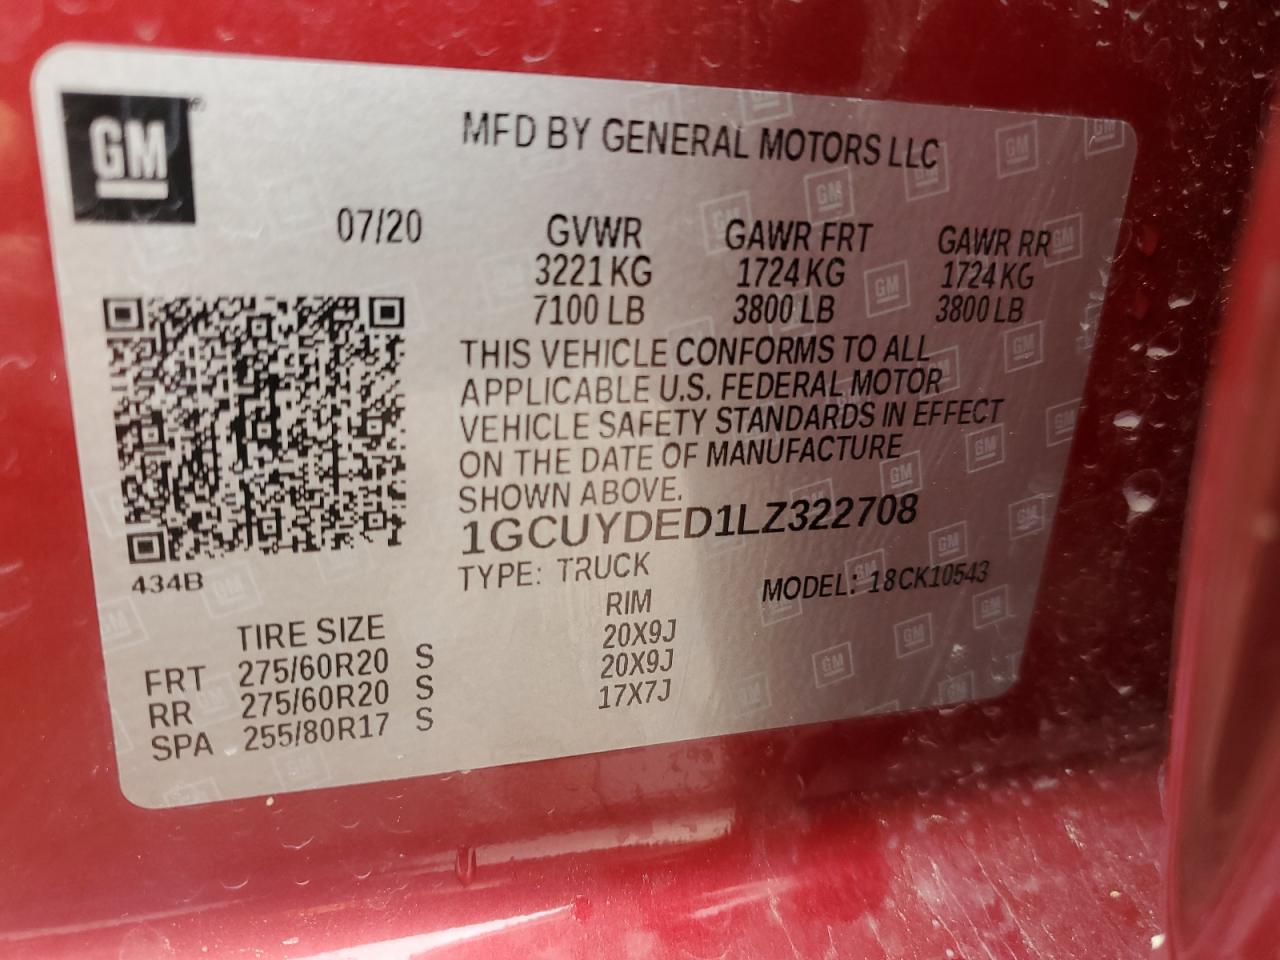 GM
MFD BY GENERAL MOTORS LLC
07/20 GVWR GAWR FRT GAWR RR
3221 KG 1724 KG 1724 KG
7100 LB 3800 LB 3800 LB
THIS VEHICLE CONFORMS TO ALL
APPLICABLE U.S. FEDERAL MOTOR
VEHICLE SAFETY STANDARDS IN EFFECT
ON THE DATE OF MANUFACTURE
SHOWN ABOVE.
1GCUYDED1LZ322708
434B
TYPE: TRUCK MODEL: 18CK10543
TIRE SIZE RIM
FRT 275/60R20 S 20X9J
RR 275/60R20 S 20X9J
SPA 255/80R17 S 17X7J